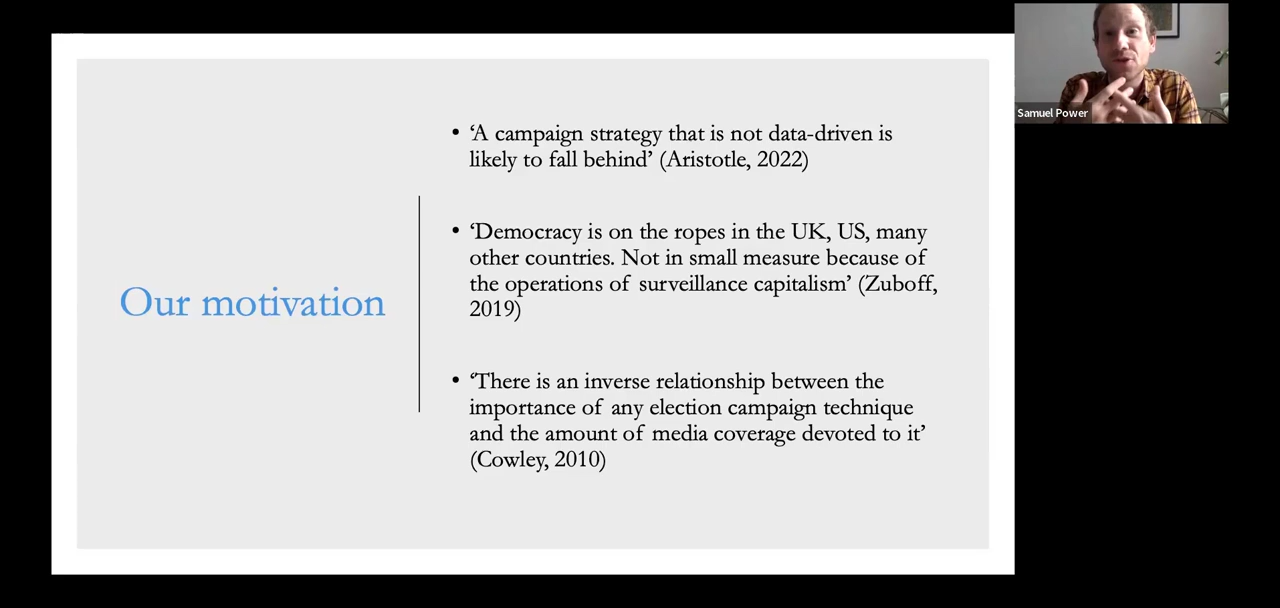 Our motivation
• ‘A campaign strategy that is not data-driven is
likely to fall behind’ (Aristotle, 2022)
• ‘Democracy is on the ropes in the UK, US, many
other countries. Not in small measure because of
the operations of surveillance capitalism’ (Zuboff,
2019)
• ‘There is an inverse relationship between the
importance of any election campaign technique
and the amount of media coverage devoted to it’
(Cowley, 2010)
Samuel Power